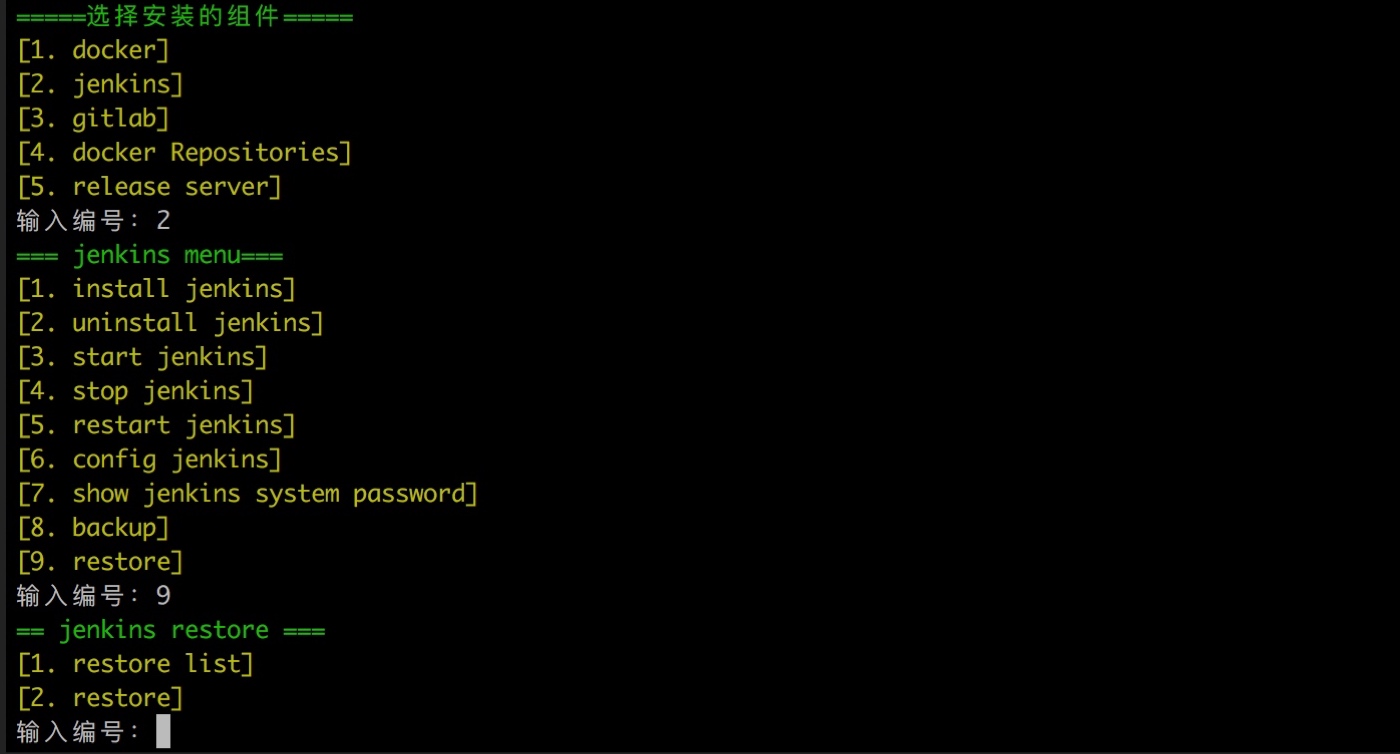 =====选择安装的组件=====
[1. docker]
[2. jenkins]
[3. gitlab]
[4. docker Repositories]
[5. release server]
输入编号: 2
=== jenkins menu===
[1. install jenkins]
[2. uninstall jenkins]
[3. start jenkins]
[4. stop jenkins]
[5. restart jenkins]
[6. config jenkins]
[7. show jenkins system password]
[8. backup]
[9. restore]
输入编号: 9
== jenkins restore ===
[1. restore list]
[2. restore]
输入编号: